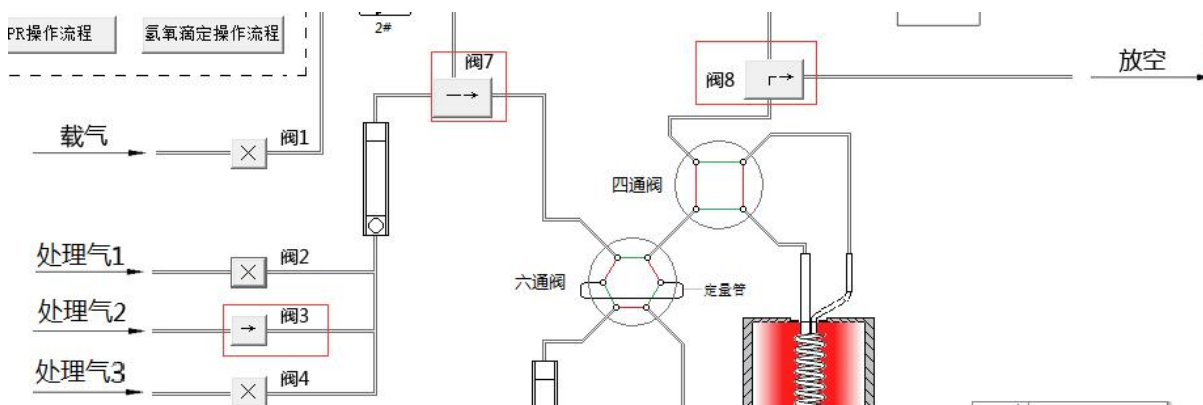 PR操作流程
氢氧滴定操作流程
2#
阀7
阀8
放空
载气
阀1
四通阀
处理气1
阀2
六通阀
定量管
处理气2
阀3
处理气3
阀4